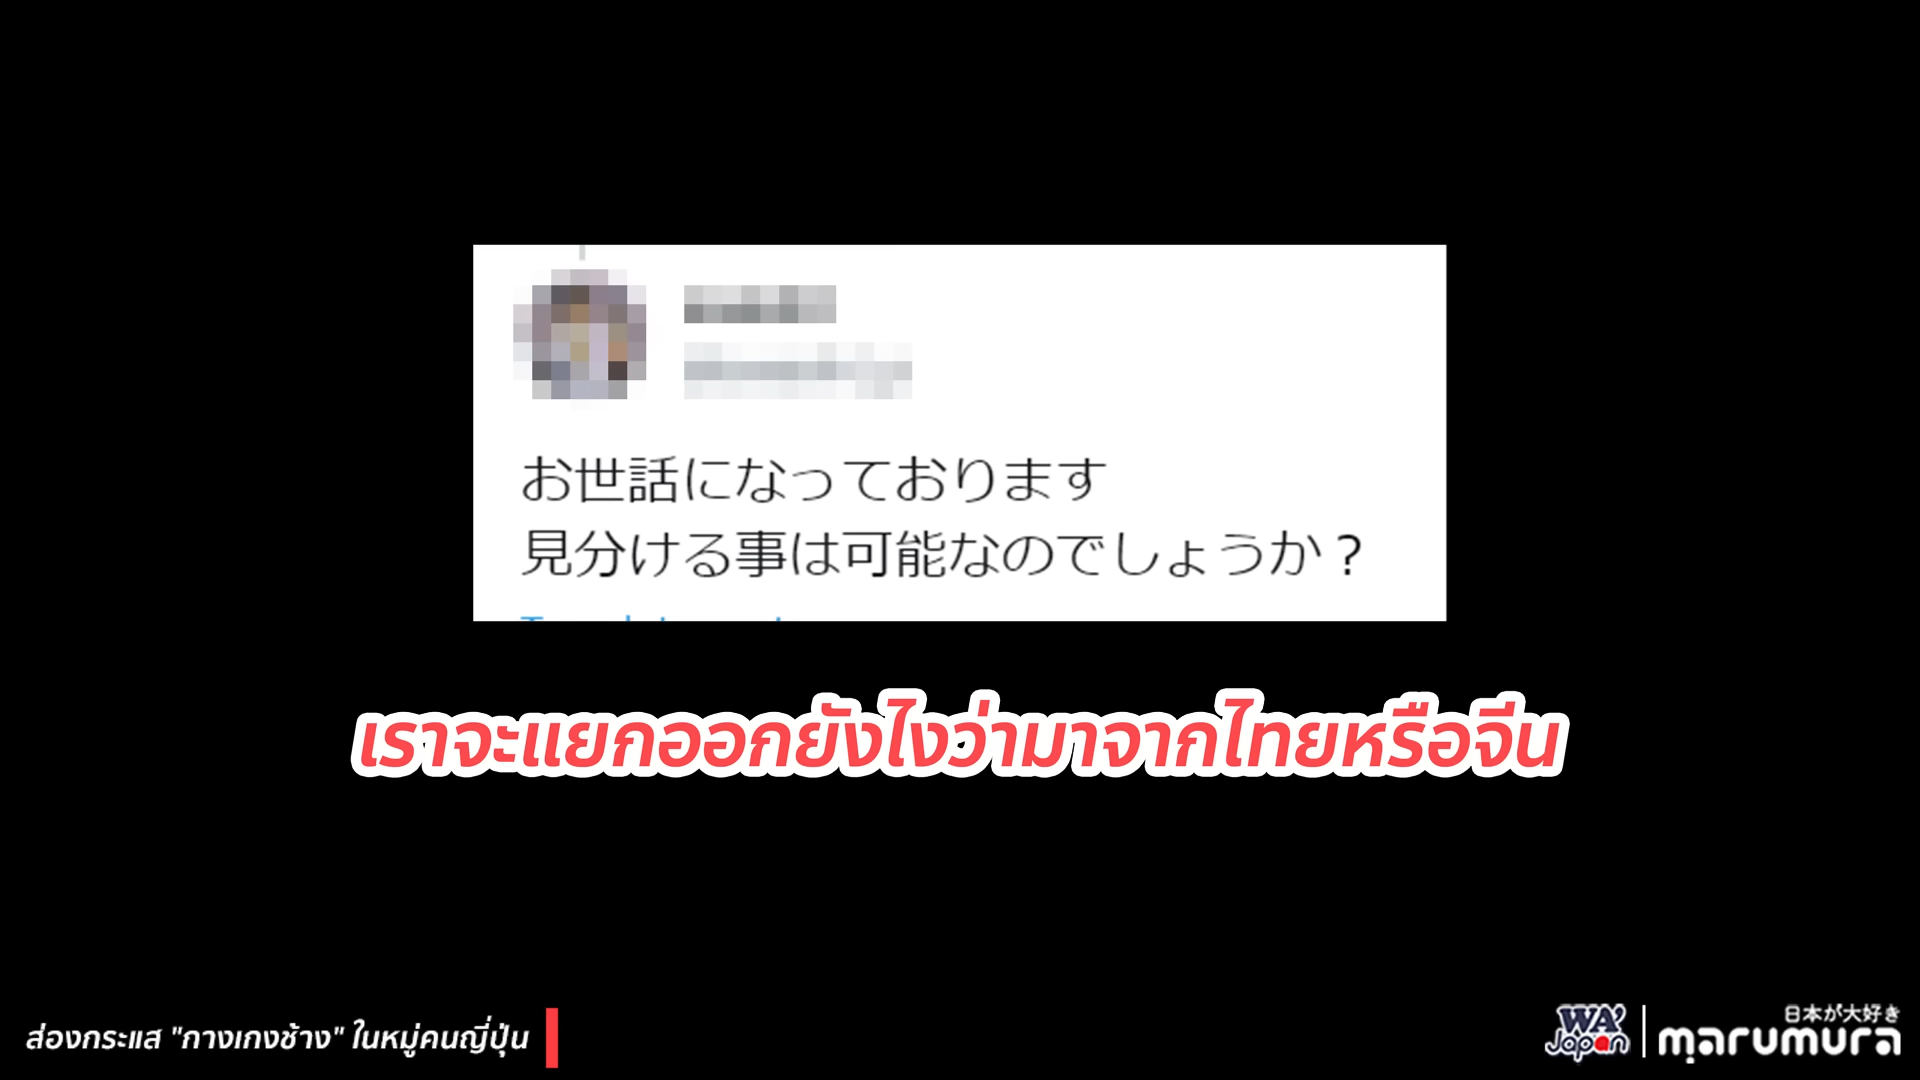 お世話になっております
見分ける事は可能なのでしょうか？
เราจะแยกออกยังไงว่ามาจากไทยหรือจีน
ส่องกระแส "กางเกงช้าง" ในหมู่คนญี่ปุ่น
WA Japan
日本が大好き
marumura